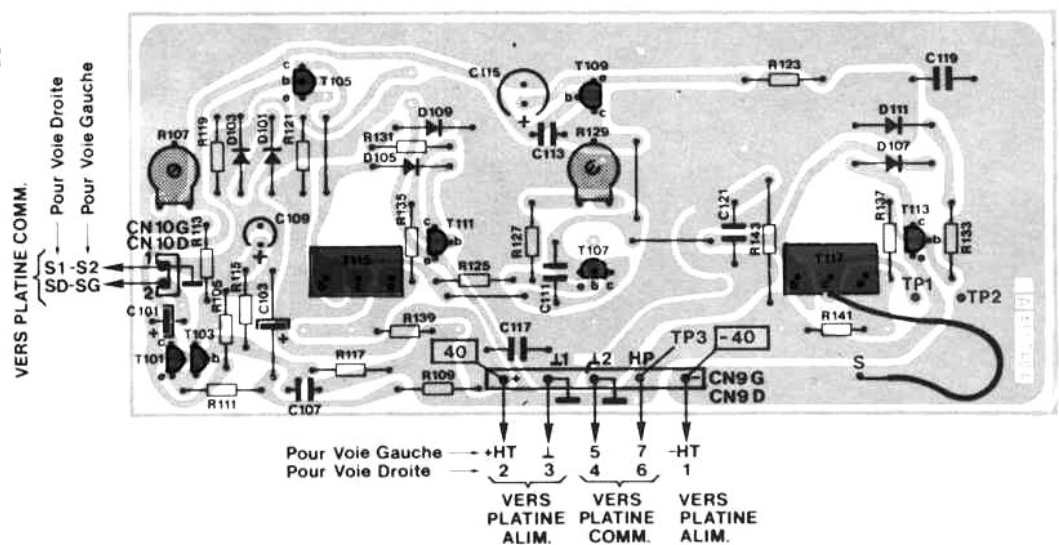 VERS PLATINE COMM.
Pour Voie Droite
Pour Voie Gauche
S1-S2
SD-SG
CN10G
CN10D
1
2
R107
R119
D103
D101
R121
c
b
e
T105
C115
+
T109
e
b
c
R123
C119
D109
R131
D105
C113
R129
D111
D107
R113
C109
+
R135
c
T111
b
e
R127
C121
R143
R137
T113
c
b
e
R133
T115
R125
C111
T107
b
c
T117
TP1
TP2
R105
R115
C103
+
C101
+
T101
T103
b
c
R139
C117
R141
S
R117
R111
C107
R109
40
+
⊥1
⊥2
HP
TP3
-40
-
CN9G
CN9D
Pour Voie Gauche +HT ⊥ 5 7 -HT
Pour Voie Droite 2 3 4 6 1
VERS PLATINE ALIM.
VERS PLATINE COMM.
VERS PLATINE ALIM.